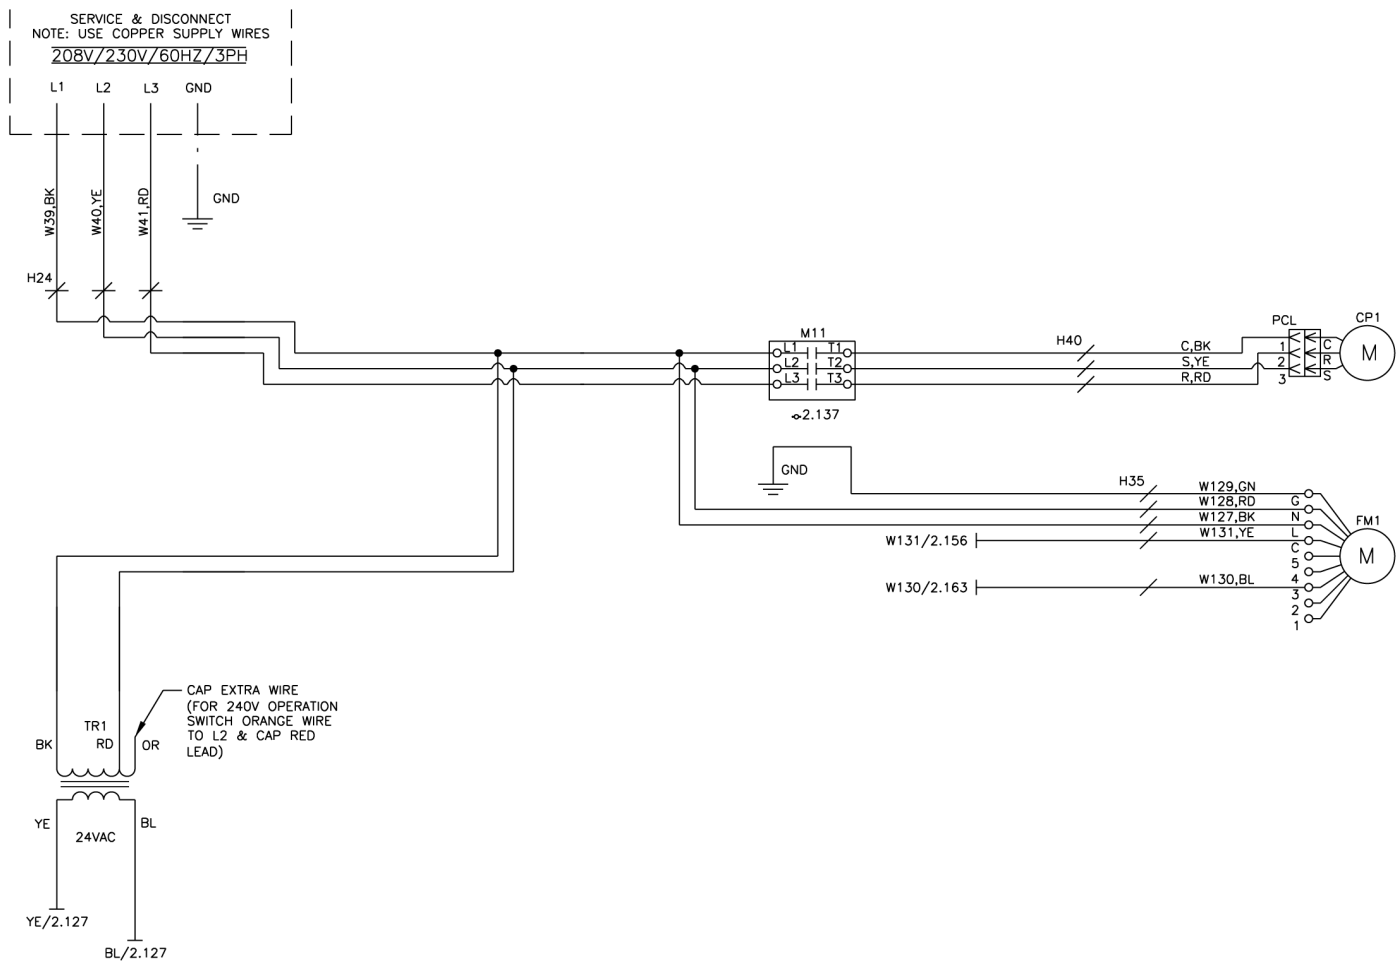 SERVICE & DISCONNECT
NOTE: USE COPPER SUPPLY WIRES
208V/230V/60HZ/3PH
L1 L2 L3 GND
W39,BK
W40,YE
W41,RD
GND
H24
M11
L1 T1
L2 T2
L3 T3
2.137
H40
C,BK
S,YE
R,RD
PCL
1
2
3
C
R
S
CP1
M
GND
H35
W129,GN
W128,RD
W127,BK
W131,YE
W131/2.156
W130/2.163
W130,BL
G
N
L
C
5
4
3
2
1
FM1
M
CAP EXTRA WIRE
(FOR 240V OPERATION
SWITCH ORANGE WIRE
TO L2 & CAP RED
LEAD)
TR1
BK RD OR
YE BL
24VAC
YE/2.127
BL/2.127